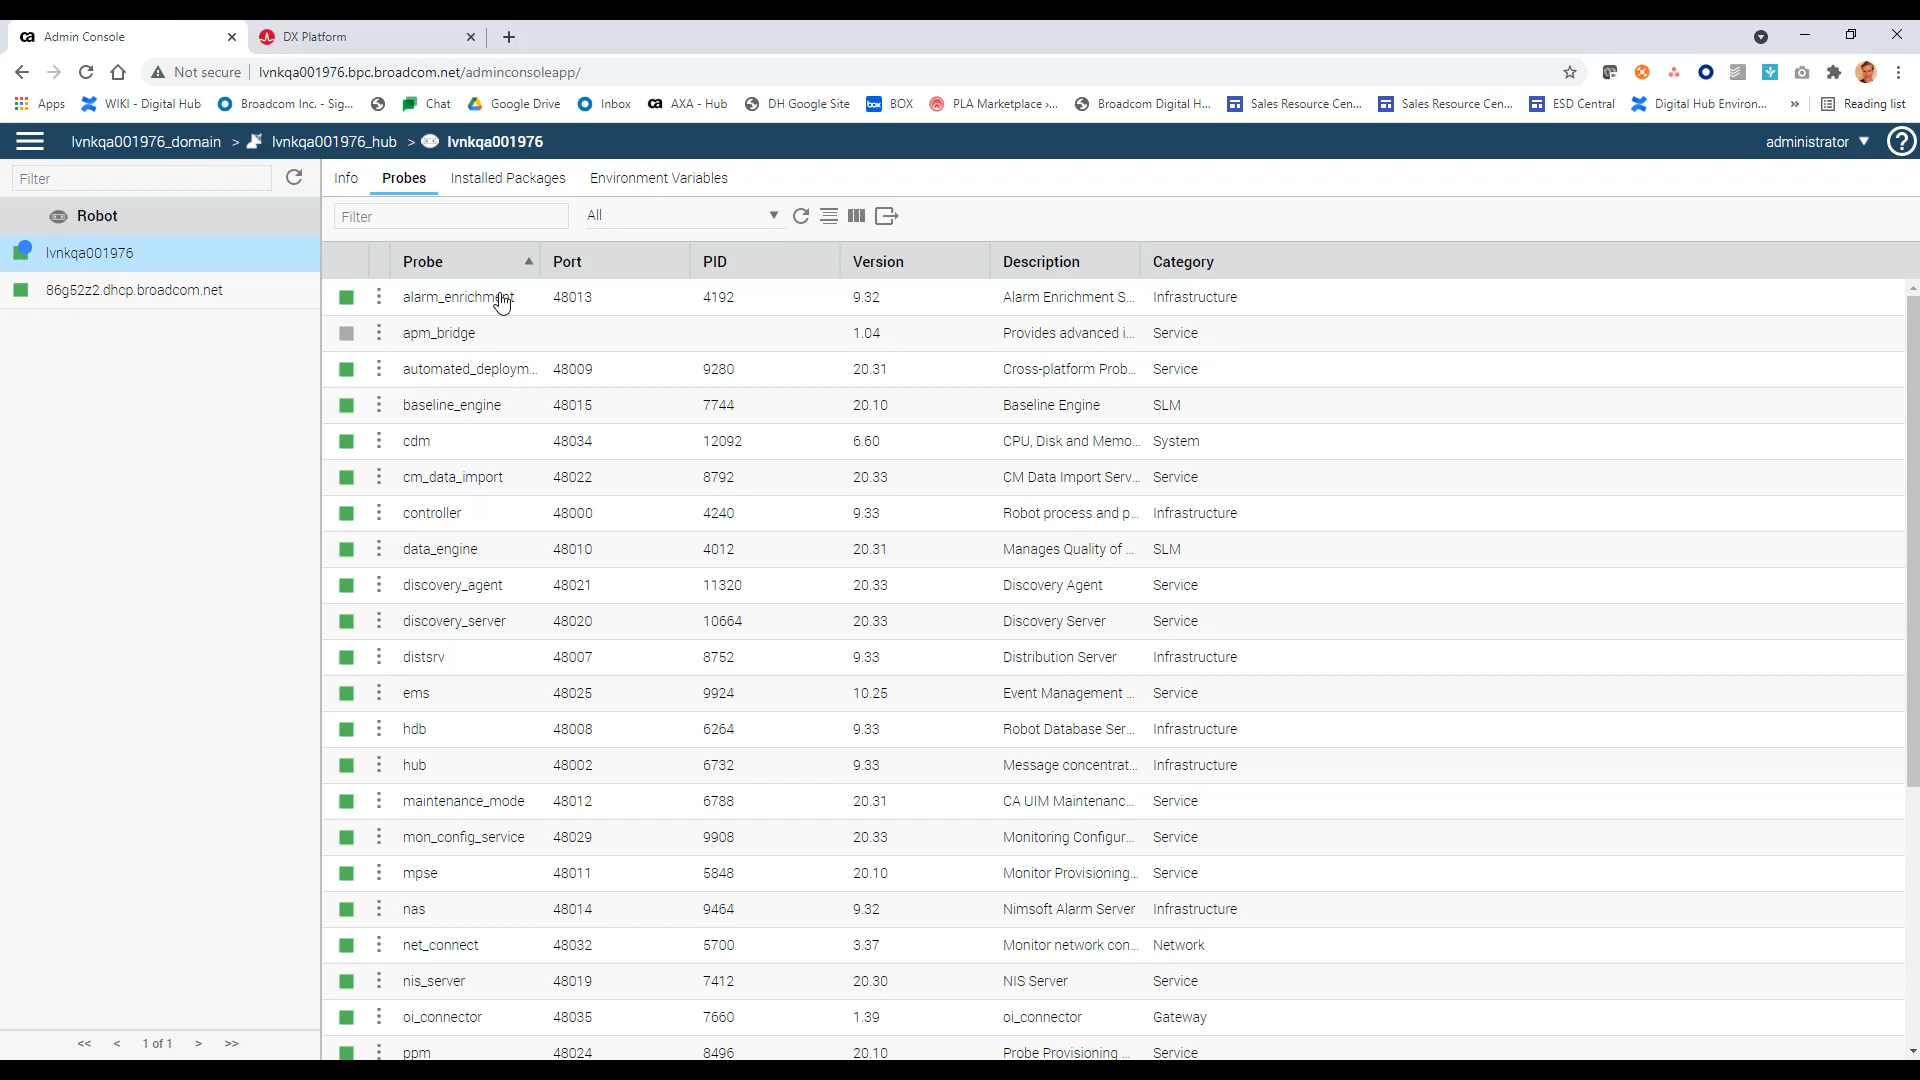 ca Admin Console
DX Platform
Not secure
lvnkqa001976.bpc.broadcom.net/adminconsoleapp/
Apps
WIKI - Digital Hub
Broadcom Inc. - Sig...
Chat
Google Drive
Inbox
ca AXA - Hub
DH Google Site
box BOX
PLA Marketplace ›...
Broadcom Digital H...
Sales Resource Cen...
Sales Resource Cen...
ESD Central
Digital Hub Environ...
»
Reading list
lvnkqa001976_domain > lvnkqa001976_hub > lvnkqa001976
administrator
Filter
Robot
lvnkqa001976
86g52z2.dhcp.broadcom.net
<< < 1 of 1 > >>
Info Probes Installed Packages Environment Variables
Filter
All
Probe Port PID Version Description Category
alarm_enrichment 48013 4192 9.32 Alarm Enrichment S... Infrastructure
apm_bridge 1.04 Provides advanced i... Service
automated_deploym... 48009 9280 20.31 Cross-platform Prob... Service
baseline_engine 48015 7744 20.10 Baseline Engine SLM
cdm 48034 12092 6.60 CPU, Disk and Memo... System
cm_data_import 48022 8792 20.33 CM Data Import Serv... Service
controller 48000 4240 9.33 Robot process and p... Infrastructure
data_engine 48010 4012 20.31 Manages Quality of ... SLM
discovery_agent 48021 11320 20.33 Discovery Agent Service
discovery_server 48020 10664 20.33 Discovery Server Service
distsrv 48007 8752 9.33 Distribution Server Infrastructure
ems 48025 9924 10.25 Event Management ... Service
hdb 48008 6264 9.33 Robot Database Ser... Infrastructure
hub 48002 6732 9.33 Message concentrat... Infrastructure
maintenance_mode 48012 6788 20.31 CA UIM Maintenanc... Service
mon_config_service 48029 9908 20.33 Monitoring Configur... Service
mpse 48011 5848 20.10 Monitor Provisioning... Service
nas 48014 9464 9.32 Nimsoft Alarm Server Infrastructure
net_connect 48032 5700 3.37 Monitor network con... Network
nis_server 48019 7412 20.30 NIS Server Service
oi_connector 48035 7660 1.39 oi_connector Gateway
ppm 48024 8496 20.10 Probe Provisioning ... Service